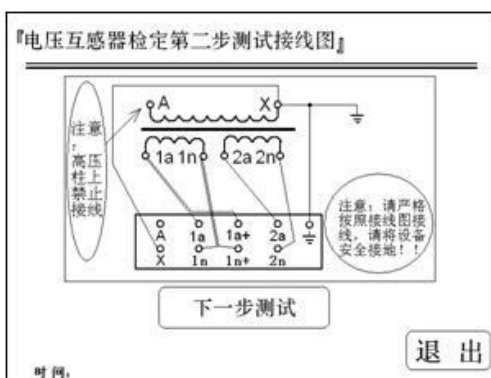 『电压互感器检定第二步测试接线图』
注意
：
高压
柱上
禁止
接线
A X
1a 1n 2a 2n
A 1a 1a+ 2a
X 1n 1n+ 2n
注意：请严格
按照接线图接
线，请将设备
安全接地！！
下一步测试
退 出
时 间: